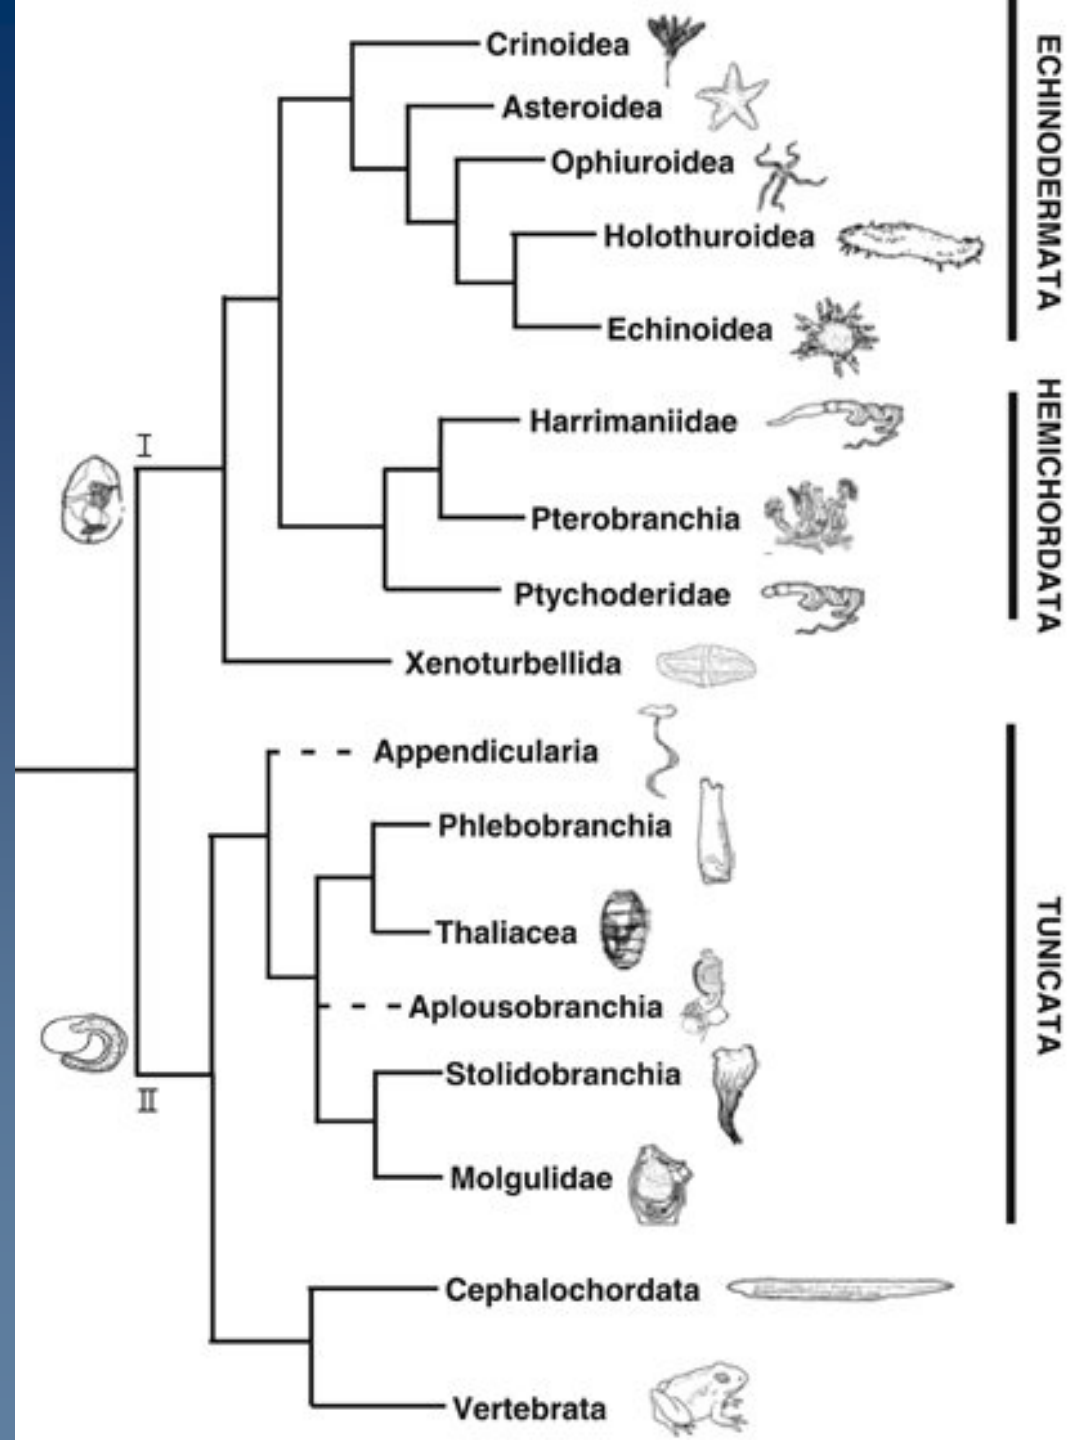 Crinoidea
Asteroidea
Ophiuroidea
Holothuroidea
Echinoidea
ECHINODERMATA
Harrimaniidae
Pterobranchia
Ptychoderidae
HEMICHORDATA
I
Xenoturbellida
Appendicularia
Phlebobranchia
Thaliacea
Aplousobranchia
Stolidobranchia
Molgulidae
TUNICATA
II
Cephalochordata
Vertebrata